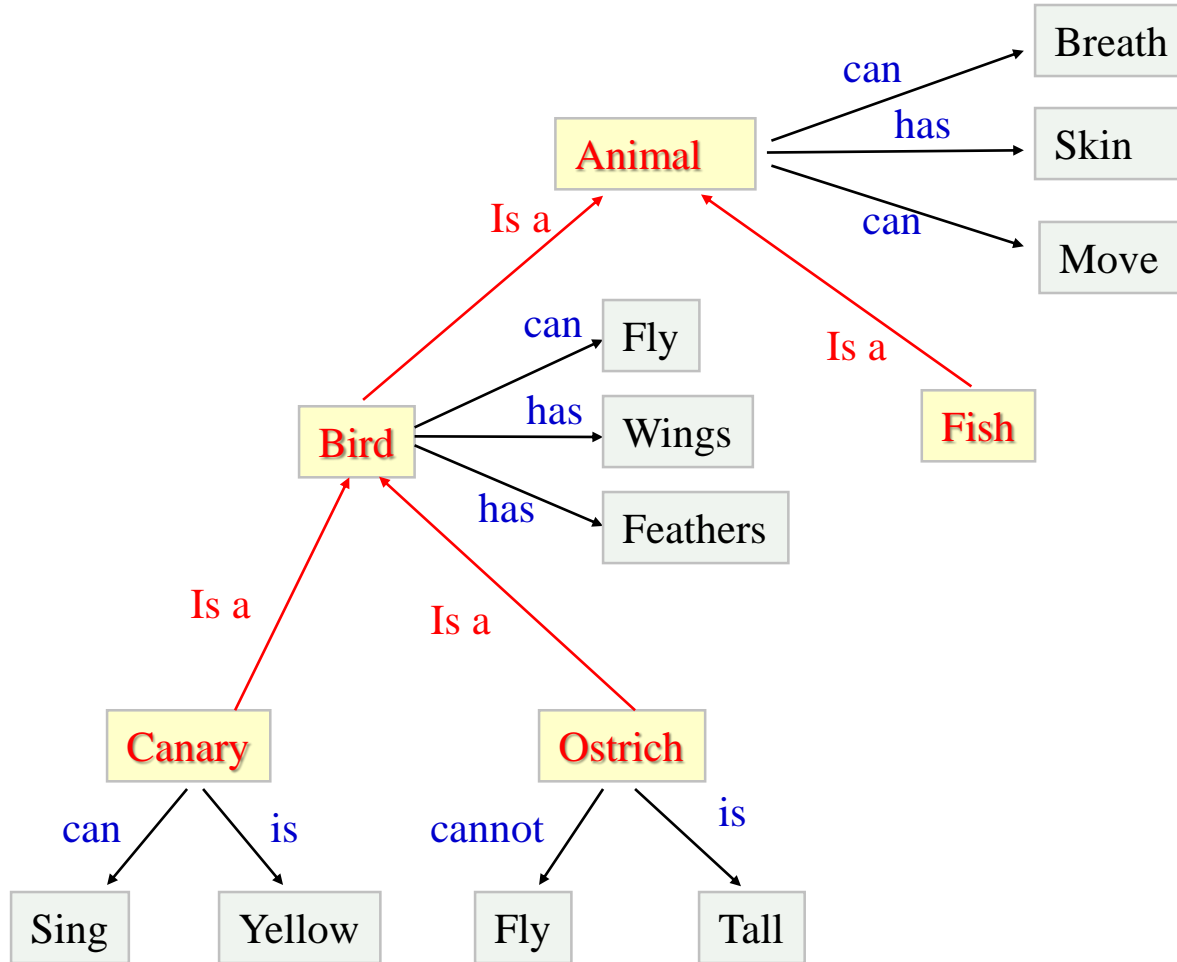 Breath
can
has
Animal
Skin
Is a
can
Move
can
Fly
Is a
has
Wings
Bird
Fish
has
Feathers
Is a
Is a
Canary
Ostrich
can
is
cannot
is
Sing
Yellow
Fly
Tall